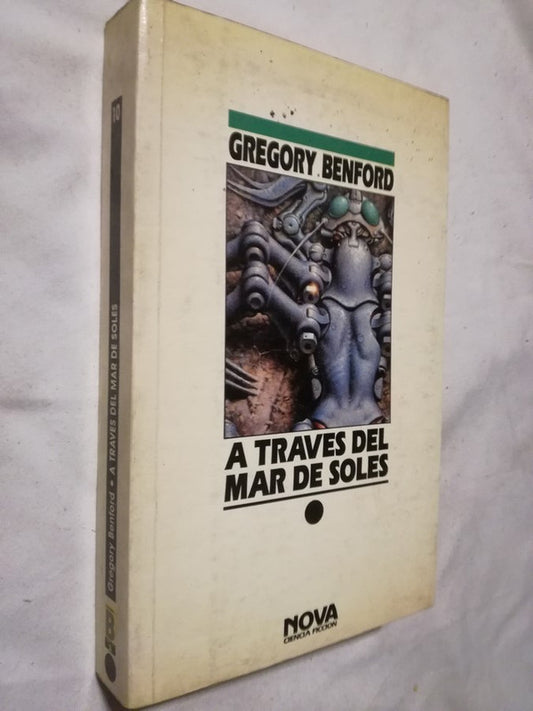 GREGORY BENFORD
A TRAVES DEL
MAR DE SOLES
NOVA
CIENCIA FICCION
10
Gregory Benford • A TRAVES DEL MAR DE SOLES